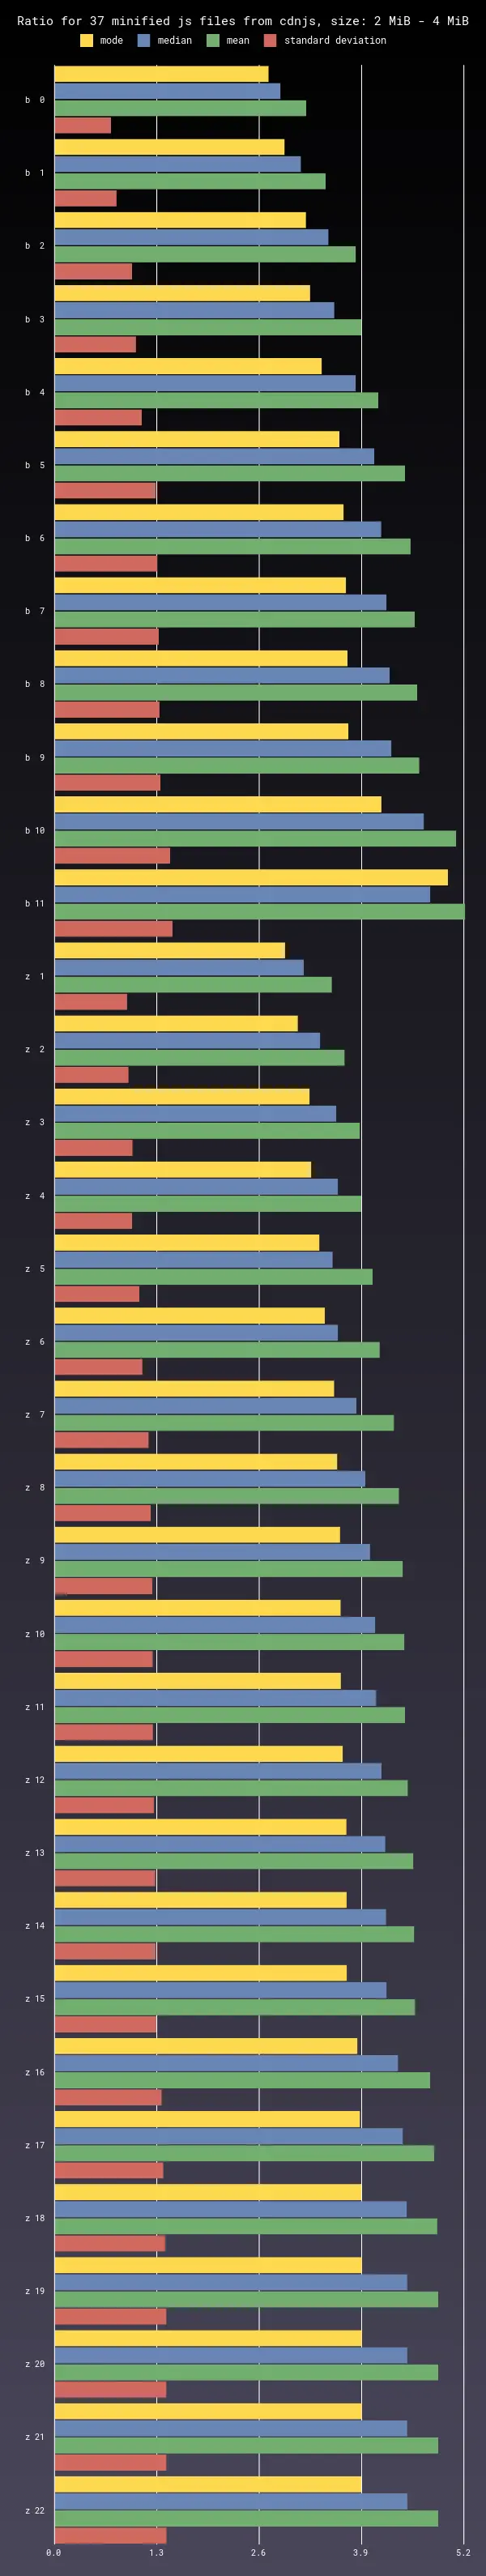 Ratio for 37 minified js files from cdnjs, size: 2 MiB - 4 MiB
mode median mean standard deviation
b 0
b 1
b 2
b 3
b 4
b 5
b 6
b 7
b 8
b 9
b 10
b 11
z 1
z 2
z 3
z 4
z 5
z 6
z 7
z 8
z 9
z 10
z 11
z 12
z 13
z 14
z 15
z 16
z 17
z 18
z 19
z 20
z 21
z 22
0.0 1.3 2.6 3.9 5.2